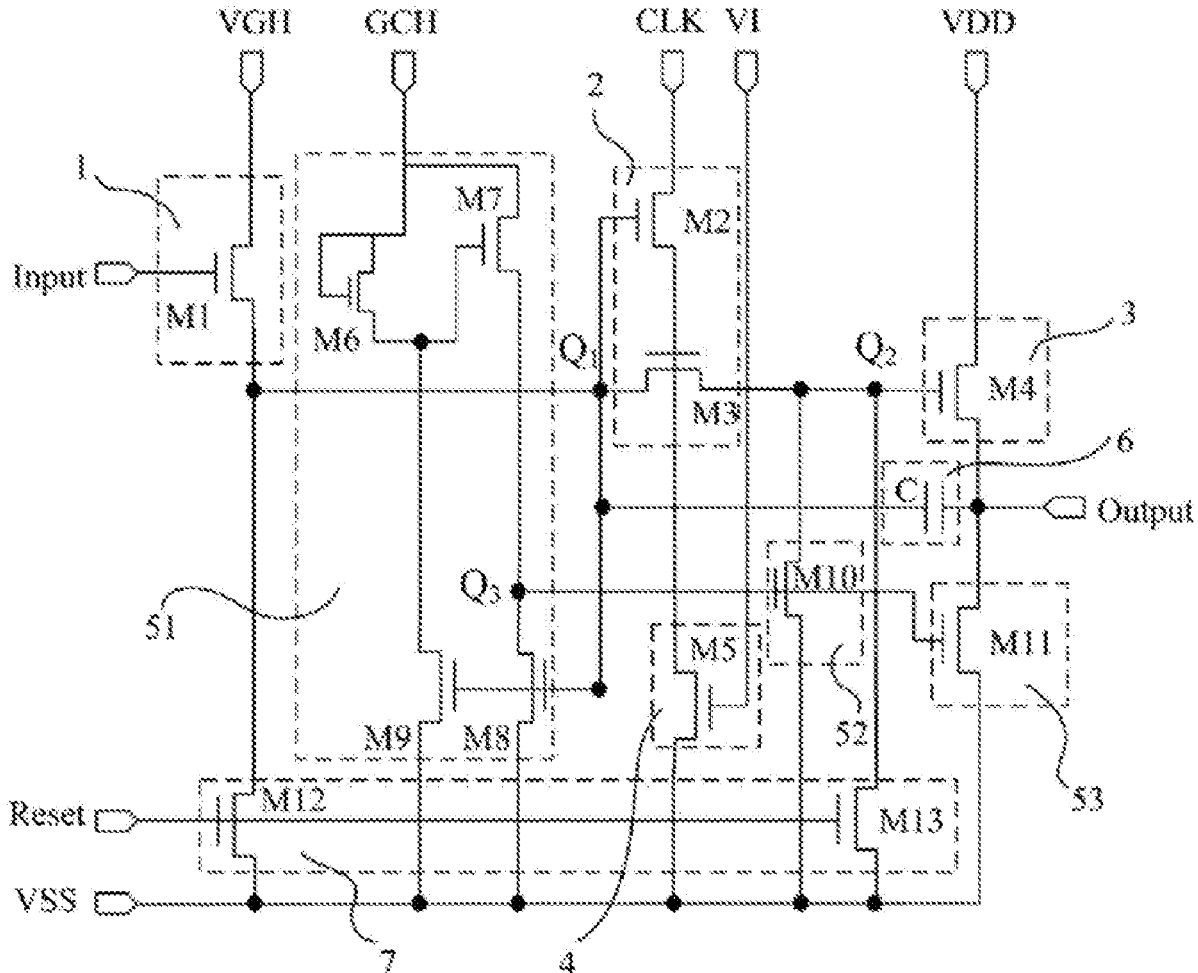 VGH GCH CLK VI VDD
2
1
M7
M2
Input
M1
M6
3
Q1
Q2
M4
M3
6
C
Output
M10
Q3
51
M5
M11
52
M9 M8
53
M12
Reset
M13
VSS
7
4